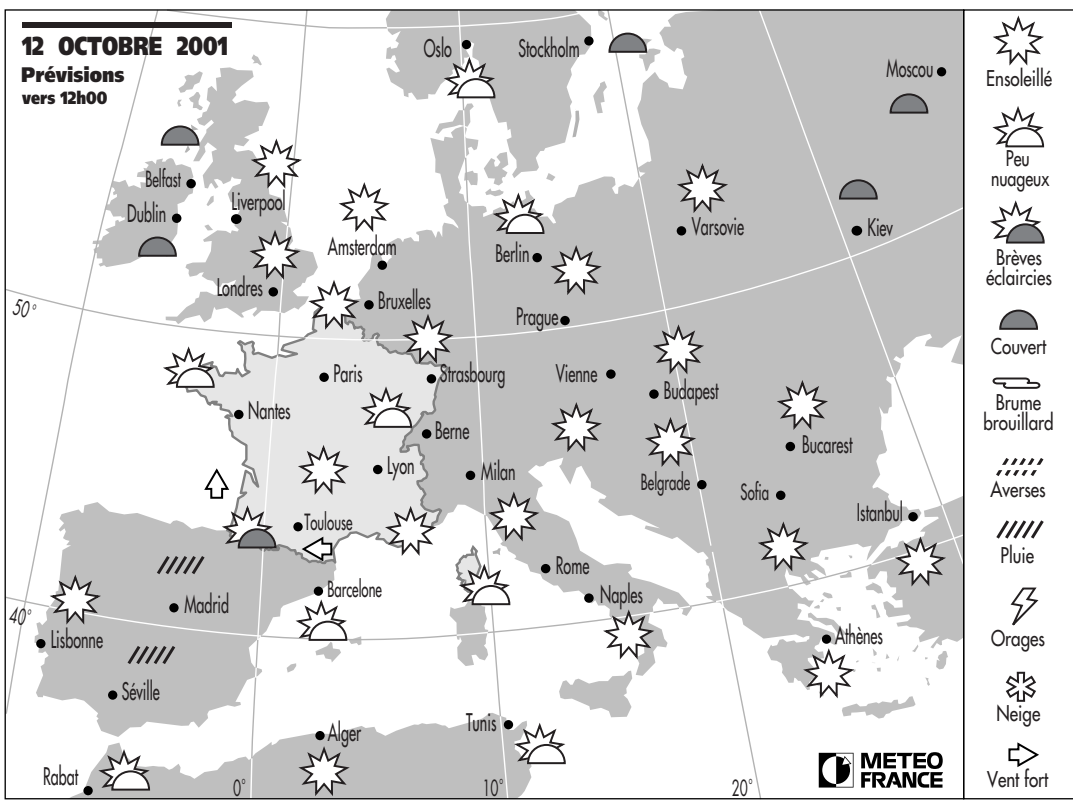 12 OCTOBRE 2001
Prévisions
vers 12h00
Oslo
Stockholm
Moscou
Belfast
Liverpool
Dublin
Varsovie
Kiev
Amsterdam
Berlin
Londres
Bruxelles
50°
Prague
Paris
Strasbourg
Vienne
Budapest
Nantes
Berne
Bucarest
Lyon
Milan
Belgrade
Sofia
Istanbul
Toulouse
Rome
Barcelone
Naples
Madrid
40°
Lisbonne
Athènes
Séville
Tunis
Alger
Rabat
0°
10°
20°
METEO
FRANCE
Ensoleillé
Peu
nuageux
Brèves
éclaircies
Couvert
Brume
brouillard
Averses
Pluie
Orages
Neige
Vent fort